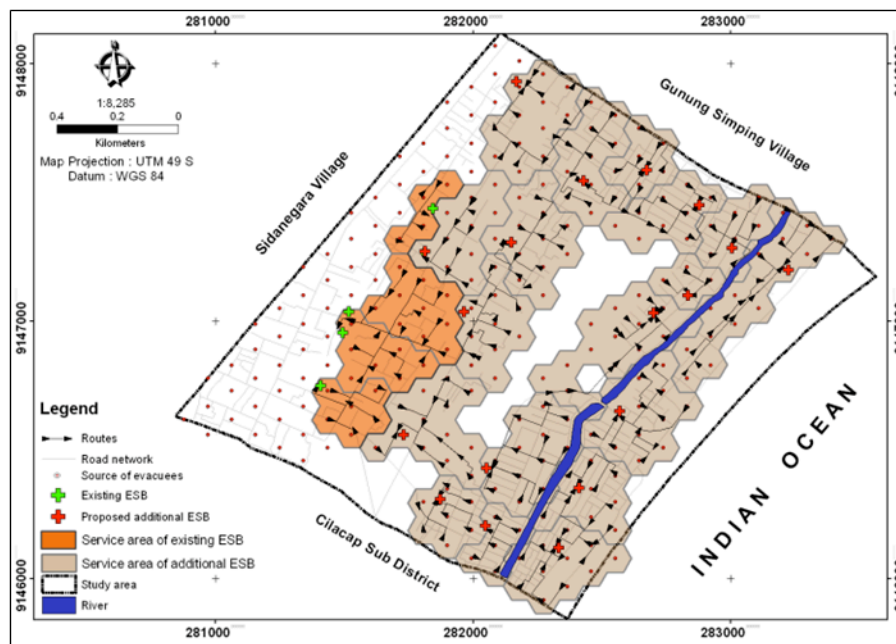 281000 282000 283000
9148000
1:8,285
0.4 0.2 0
Kilometers
Map Projection : UTM 49 S
Datum : WGS 84
Gunung Simping Village
Sidanegara Village
9147000
INDIAN OCEAN
Cilacap Sub District
Legend
Routes
Road network
Source of evacuees
Existing ESB
Proposed additional ESB
Service area of existing ESB
Service area of additional ESB
Study area
River
9146000
281000 282000 283000